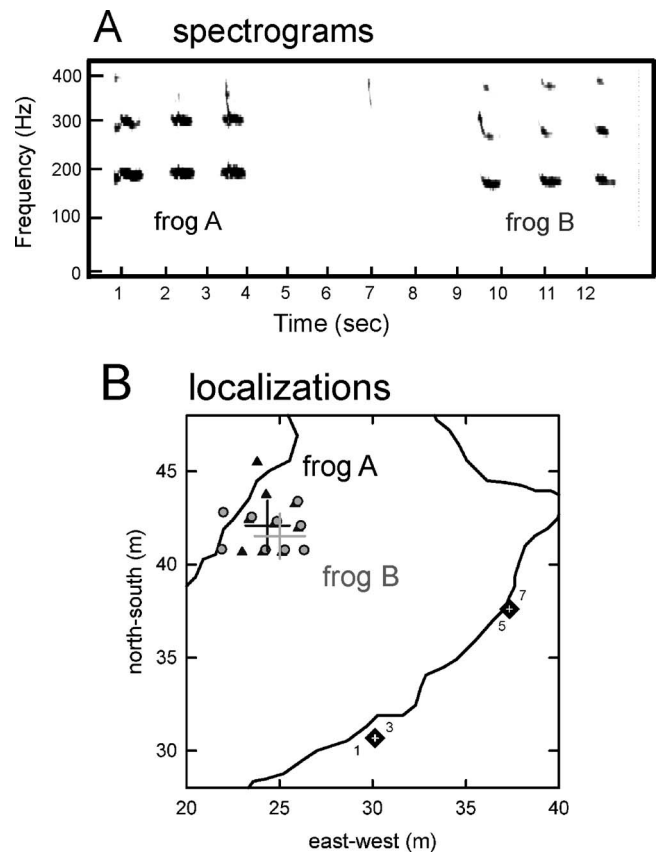 A spectrograms
Frequency (Hz)
400
300
200
100
0
frog A
frog B
1 2 3 4 5 6 7 8 9 10 11 12
Time (sec)
B localizations
north-south (m)
45
40
35
30
frog A
frog B
7
5
3
1
20 25 30 35 40
east-west (m)